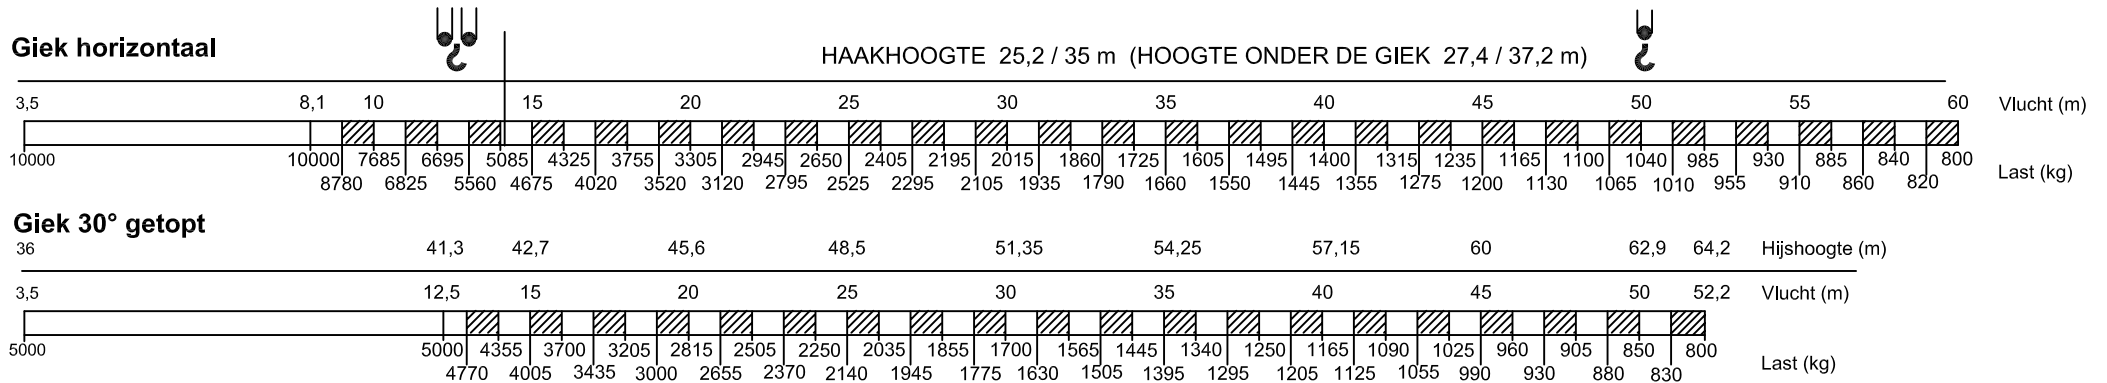 Giek horizontaal
HAAKHOOGTE 25,2 / 35 m (HOOGTE ONDER DE GIEK 27,4 / 37,2 m)
3,5 8,1 10 15 20 25 30 35 40 45 50 55 60 Vlucht (m)
10000 10000 7685 6695 5085 4325 3755 3305 2945 2650 2405 2195 2015 1860 1725 1605 1495 1400 1315 1235 1165 1100 1040 985 930 885 840 800
Last (kg)
8780 6825 5560 4675 4020 3520 3120 2795 2525 2295 2105 1935 1790 1660 1550 1445 1355 1275 1200 1130 1065 1010 955 910 860 820
Giek 30° getopt
36 41,3 42,7 45,6 48,5 51,35 54,25 57,15 60 62,9 64,2 Hijshoogte (m)
3,5 12,5 15 20 25 30 35 40 45 50 52,2 Vlucht (m)
5000 5000 4355 3700 3205 2815 2505 2250 2035 1855 1700 1565 1445 1340 1250 1165 1090 1025 960 905 850 800
Last (kg)
4770 4005 3435 3000 2655 2370 2140 1945 1775 1630 1505 1395 1295 1205 1125 1055 990 930 880 830